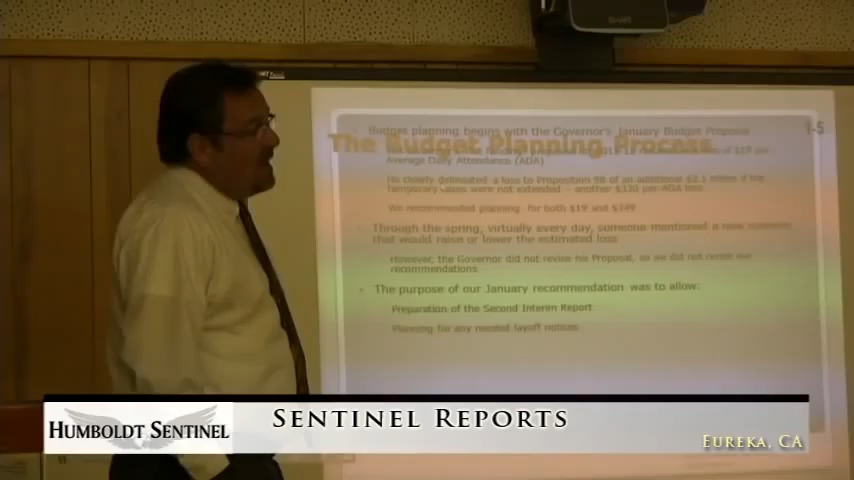 SMART
1-5
The Budget Planning Process
Budget planning begins with the Governor's January Budget Proposal
of $19 per
Average Daily Attendance (ADA)
He clearly delineated a loss to Proposition 98 of an additional $2.1 billion if the
temporary taxes were not extended – another $330 per-ADA loss
We recommended planning for both $19 and $349
Through the spring, virtually every day, someone mentioned a new
that would raise or lower the estimated loss
However, the Governor did not revise his Proposal, so we did not revise our
recommendations
The purpose of our January recommendation was to allow:
Preparation of the Second Interim Report
Planning for any needed layoff notices
HUMBOLDT SENTINEL
SENTINEL REPORTS
EUREKA, CA